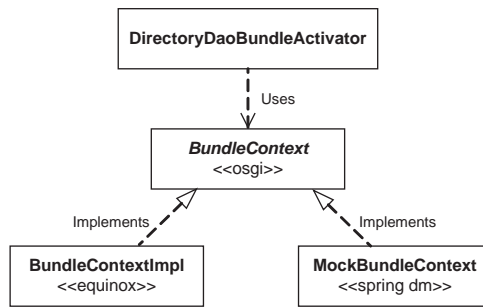 DirectoryDaoBundleActivator
Uses
BundleContext
<<osgi>>
Implements
Implements
BundleContextImpl
<<equinox>>
MockBundleContext
<<spring dm>>